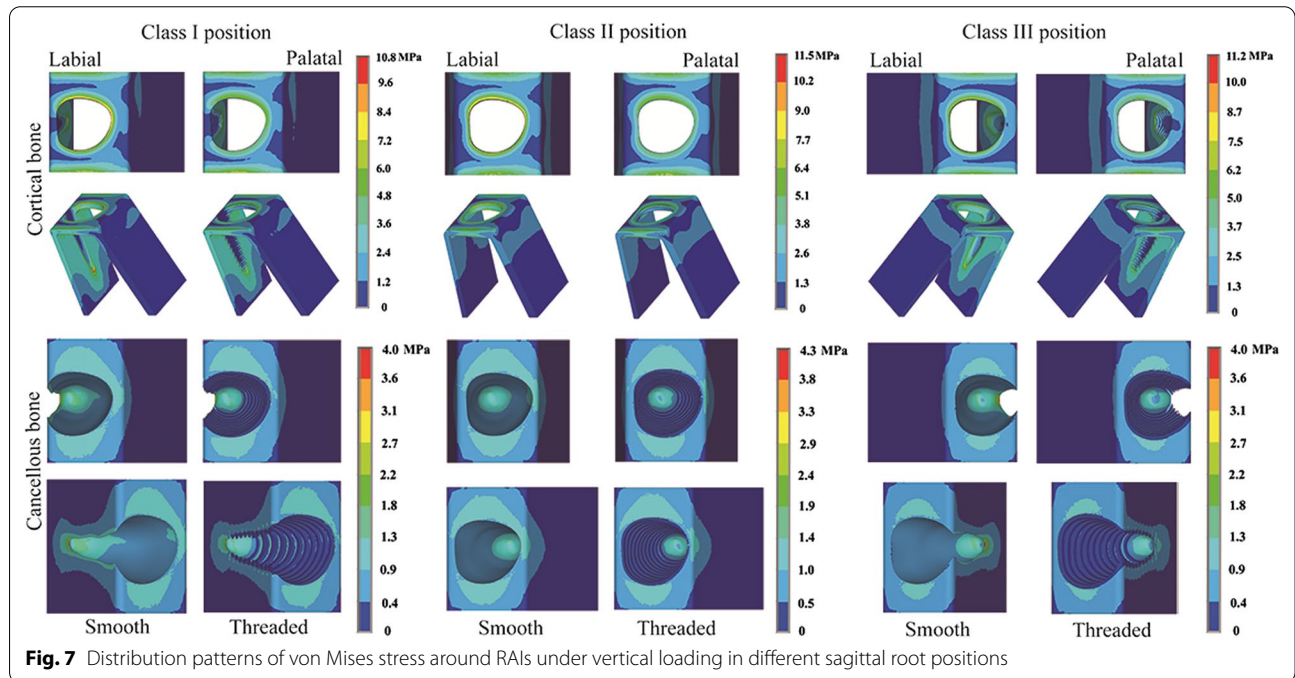 Class I position
Class II position
Class III position
Labial
Palatal
Labial
Palatal
Labial
Palatal
Cortical bone
10.8 MPa
9.6
8.4
7.2
6.0
4.8
3.6
2.4
1.2
0
11.5 MPa
10.2
9.0
7.7
6.4
5.1
3.8
2.6
1.3
0
11.2 MPa
10.0
8.7
7.5
6.2
5.0
3.7
2.5
1.3
0
Cancellous bone
4.0 MPa
3.6
3.1
2.7
2.2
1.8
1.3
0.9
0.4
0
4.3 MPa
3.8
3.3
2.9
2.4
1.9
1.4
1.0
0.5
0
4.0 MPa
3.6
3.1
2.7
2.2
1.8
1.3
0.9
0.4
0
Smooth
Threaded
Smooth
Threaded
Smooth
Threaded
Fig. 7 Distribution patterns of von Mises stress around RAIs under vertical loading in different sagittal root positions